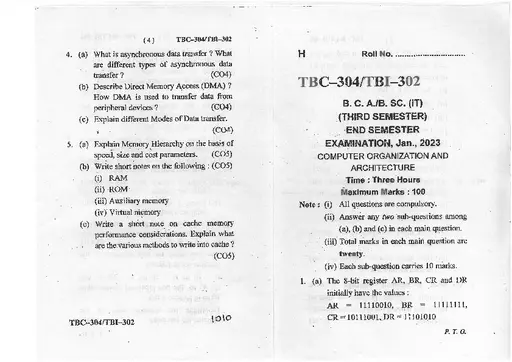 ( 4 ) TBC-304/TBI-302
4. (a) What is asynchronous data transfer ? What
are different types of asynchronous data
transfer ? (CO4)
(b) Describe Direct Memory Access (DMA) ?
How DMA is used to transfer data from
peripheral devices ? (CO4)
(c) Explain different Modes of Data transfer.
(CO4)
5. (a) Explain Memory Hierarchy on the basis of
speed, size and cost parameters. (CO5)
(b) Write short notes on the following : (CO5)
(i) RAM
(ii) ROM
(iii) Auxiliary memory
(iv) Virtual memory
(c) Write a short note on cache memory
performance considerations. Explain what
are the various methods to write into cache ?
(CO5)
TBC-304/TBI-302 1010
H Roll No. ..............................
TBC-304/TBI-302
B. C. A./B. SC. (IT)
(THIRD SEMESTER)
END SEMESTER
EXAMINATION, Jan., 2023
COMPUTER ORGANIZATION AND
ARCHITECTURE
Time : Three Hours
Maximum Marks : 100
Note : (i) All questions are compulsory.
(ii) Answer any two sub-questions among
(a), (b) and (c) in each main question.
(iii) Total marks in each main question are
twenty.
(iv) Each sub-question carries 10 marks.
1. (a) The 8-bit register AR, BR, CR and DR
initially have the values :
AR = 11110010, BR = 11111111,
CR = 10111001, DR = 11101010
P. T. O.